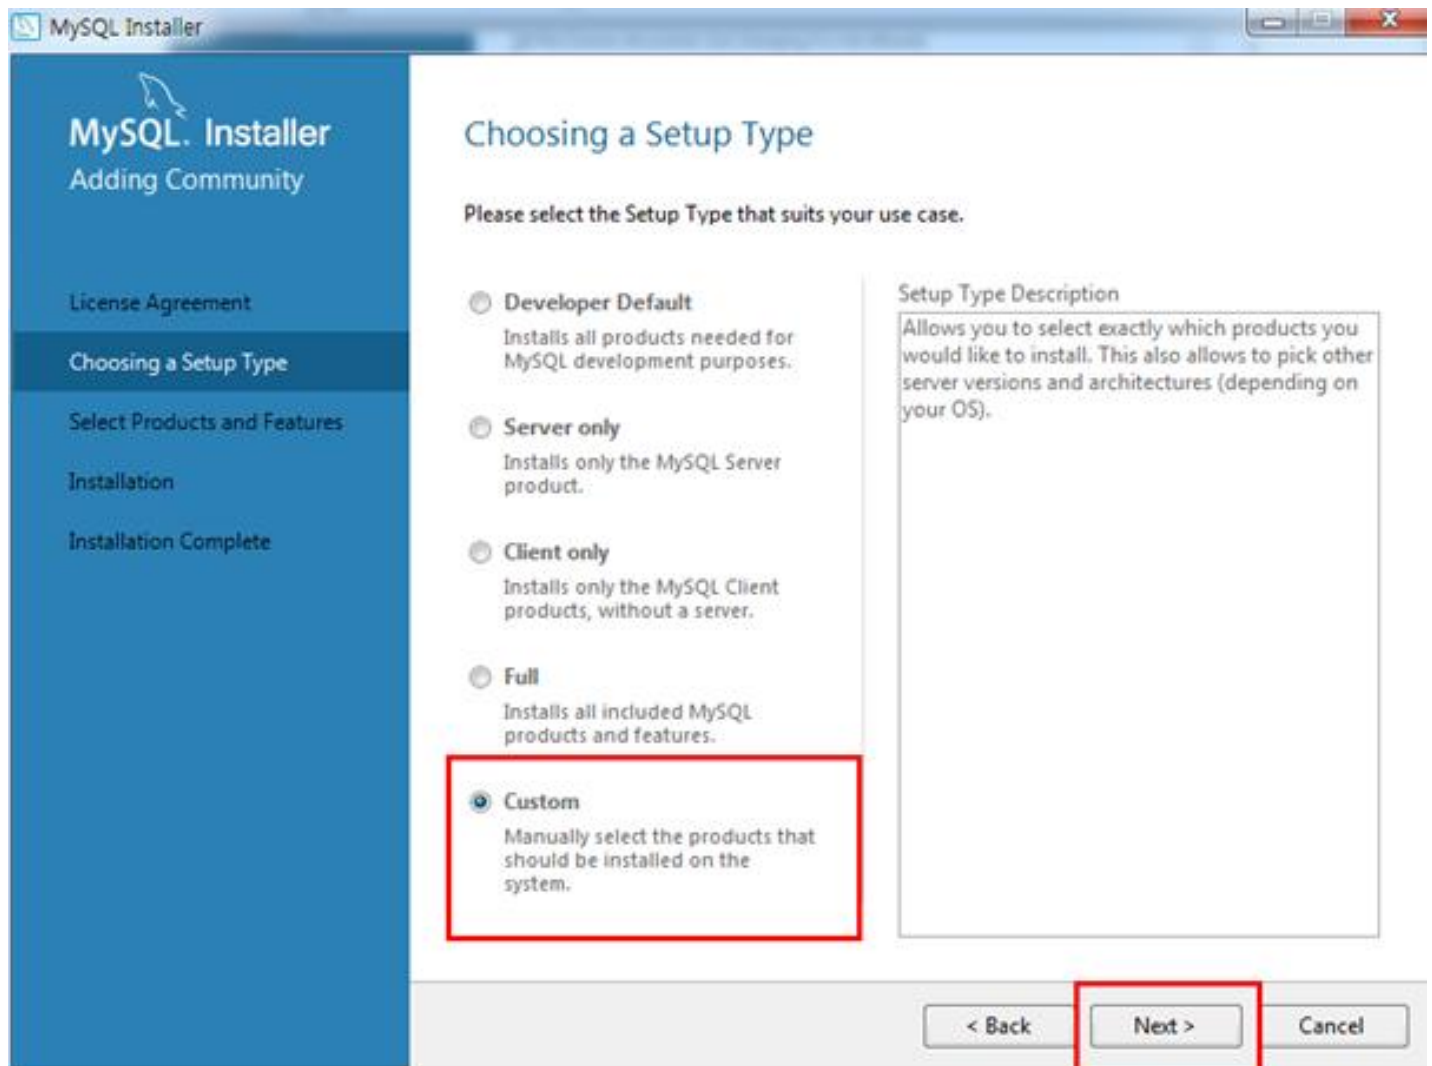 MySQL Installer
MySQL. Installer
Adding Community
License Agreement
Choosing a Setup Type
Select Products and Features
Installation
Installation Complete
Choosing a Setup Type
Please select the Setup Type that suits your use case.
Developer Default
Installs all products needed for
MySQL development purposes.
Server only
Installs only the MySQL Server
product.
Client only
Installs only the MySQL Client
products, without a server.
Full
Installs all included MySQL
products and features.
Custom
Manually select the products that
should be installed on the
system.
Setup Type Description
Allows you to select exactly which products you
would like to install. This also allows to pick other
server versions and architectures (depending on
your OS).
< Back
Next >
Cancel